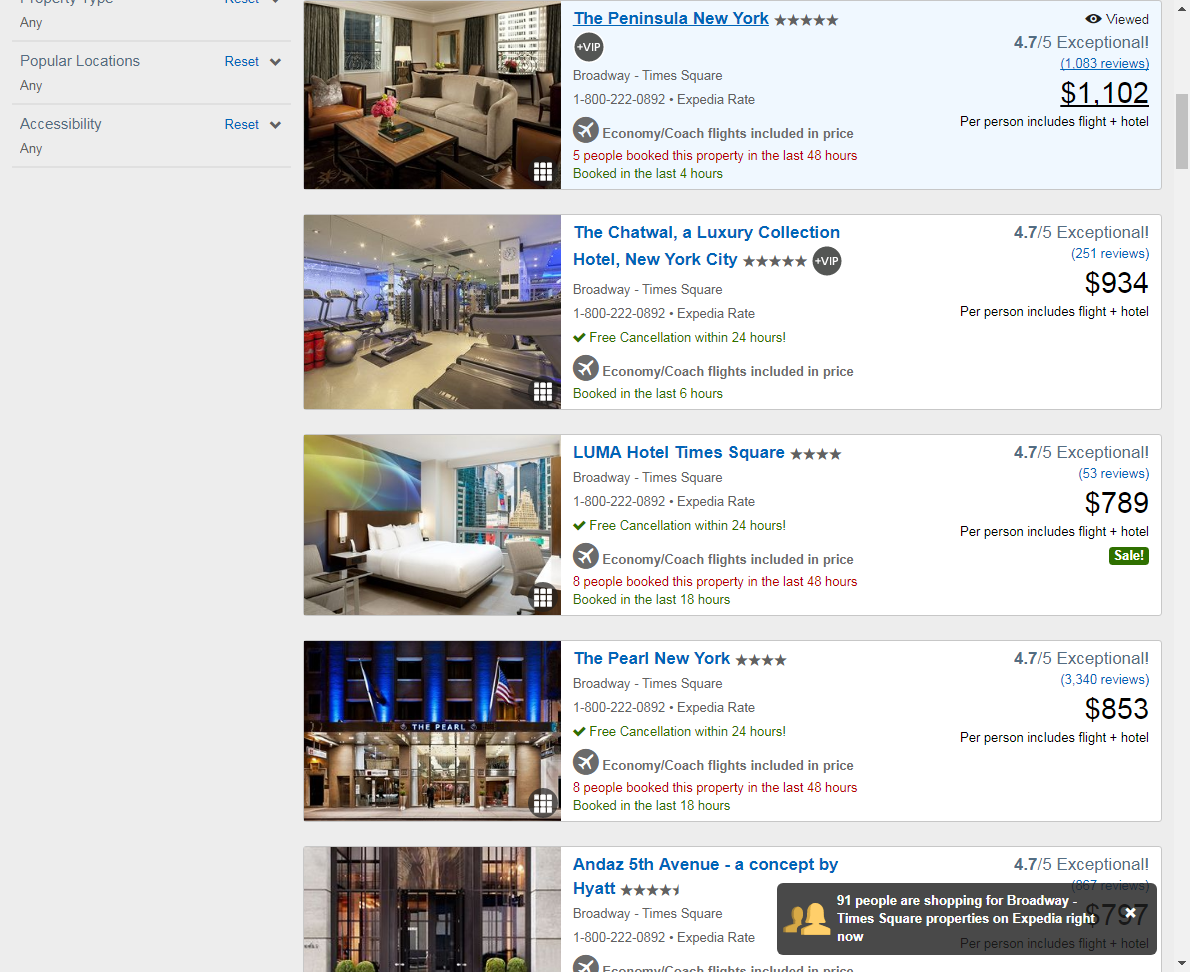 Property Type
Reset
Any
Popular Locations
Reset
Any
Accessibility
Reset
Any
The Peninsula New York
Viewed
+VIP
4.7/5 Exceptional!
(1,083 reviews)
Broadway - Times Square
$1,102
1-800-222-0892 • Expedia Rate
Per person includes flight + hotel
Economy/Coach flights included in price
5 people booked this property in the last 48 hours
Booked in the last 4 hours
The Chatwal, a Luxury Collection
Hotel, New York City
+VIP
4.7/5 Exceptional!
(251 reviews)
$934
Broadway - Times Square
1-800-222-0892 • Expedia Rate
Per person includes flight + hotel
Free Cancellation within 24 hours!
Economy/Coach flights included in price
Booked in the last 6 hours
LUMA Hotel Times Square
4.7/5 Exceptional!
(53 reviews)
Broadway - Times Square
$789
1-800-222-0892 • Expedia Rate
Per person includes flight + hotel
Free Cancellation within 24 hours!
Sale!
Economy/Coach flights included in price
8 people booked this property in the last 48 hours
Booked in the last 18 hours
THE PEARL
The Pearl New York
4.7/5 Exceptional!
(3,340 reviews)
Broadway - Times Square
$853
1-800-222-0892 • Expedia Rate
Per person includes flight + hotel
Free Cancellation within 24 hours!
Economy/Coach flights included in price
8 people booked this property in the last 48 hours
Booked in the last 18 hours
Andaz 5th Avenue - a concept by
Hyatt
4.7/5 Exceptional!
(867 reviews)
Broadway - Times Square
$797
1-800-222-0892 • Expedia Rate
Per person includes flight + hotel
Economy/Coach flights included in price
91 people are shopping for Broadway -
Times Square properties on Expedia right
now